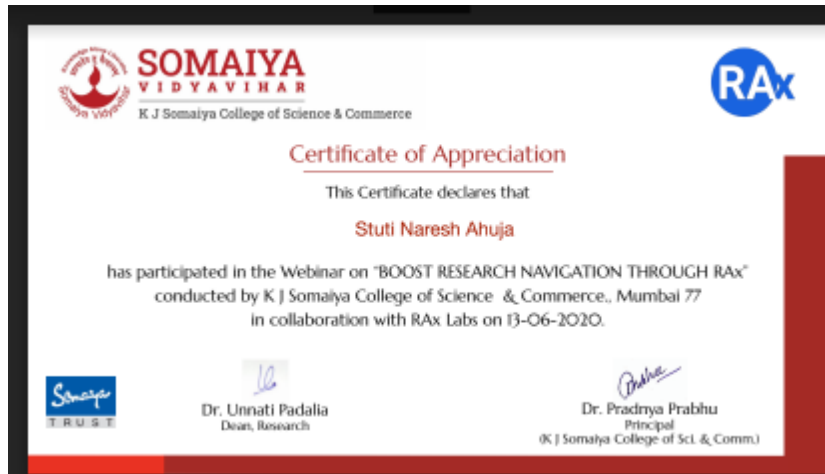 SOMAIYA
VIDYAVIHAR
K J Somaiya College of Science & Commerce
RAx
Certificate of Appreciation
This Certificate declares that
Stuti Naresh Ahuja
has participated in the Webinar on "BOOST RESEARCH NAVIGATION THROUGH RAx"
conducted by K J Somaiya College of Science & Commerce., Mumbai 77
in collaboration with RAx Labs on 13-06-2020.
Somaiya
TRUST
Dr. Unnati Padalia
Dean, Research
Dr. Pradnya Prabhu
Principal
(K J Somaiya College of Sci. & Comm.)